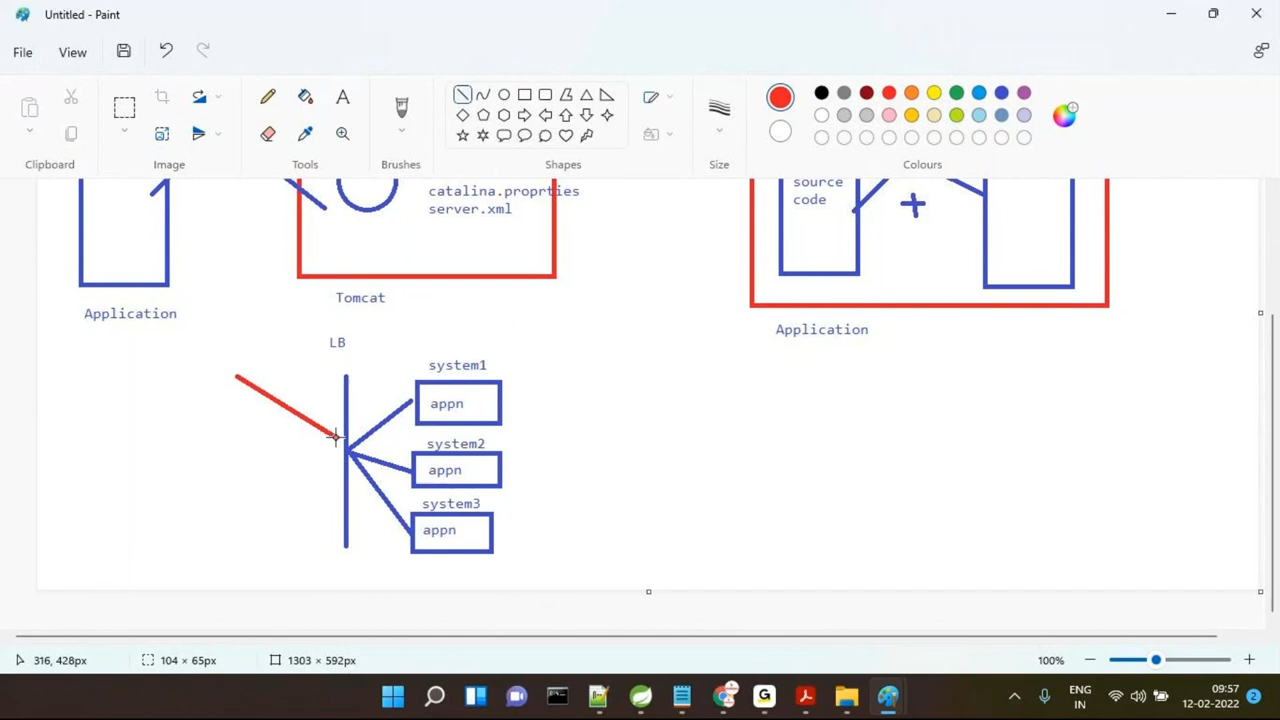 Untitled - Paint
File
View
Clipboard
Image
Tools
Brushes
Shapes
Size
Colours
catalina.proprties
server.xml
source
code
Tomcat
Application
Application
LB
system1
appn
system2
appn
system3
appn
316, 428px
104 × 65px
1303 × 592px
100%
ENG
IN
09:57
12-02-2022
2